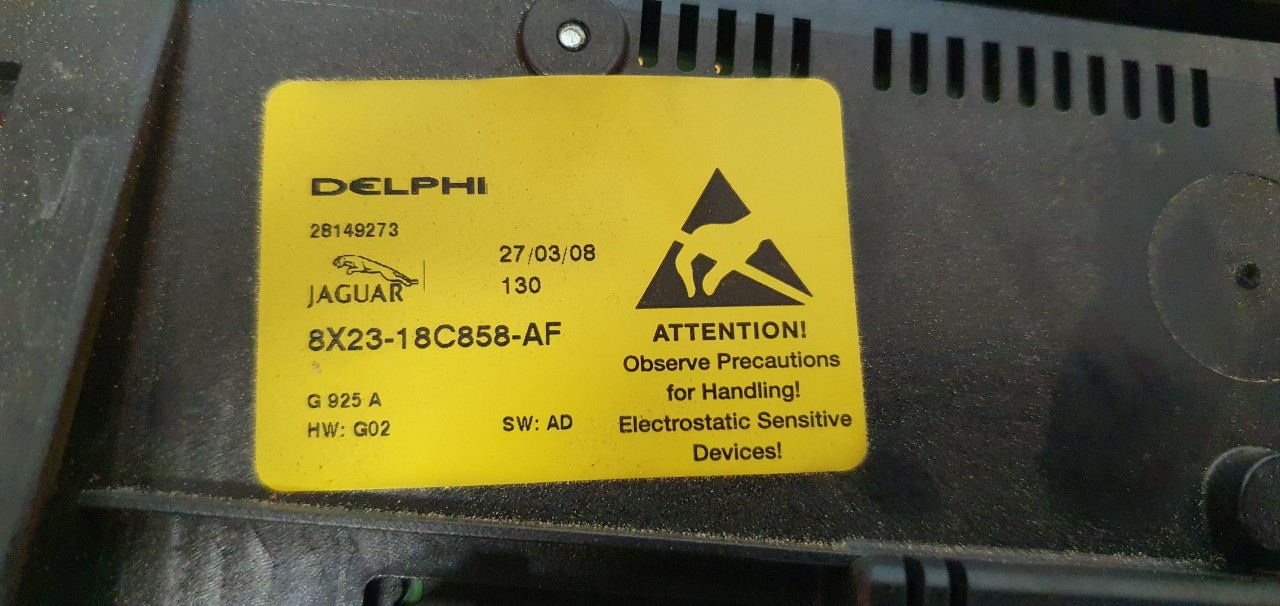 DELPHI
28149273
27/03/08
JAGUAR
130
8X23-18C858-AF
G 925 A
HW: G02
SW: AD
ATTENTION!
Observe Precautions
for Handling!
Electrostatic Sensitive
Devices!